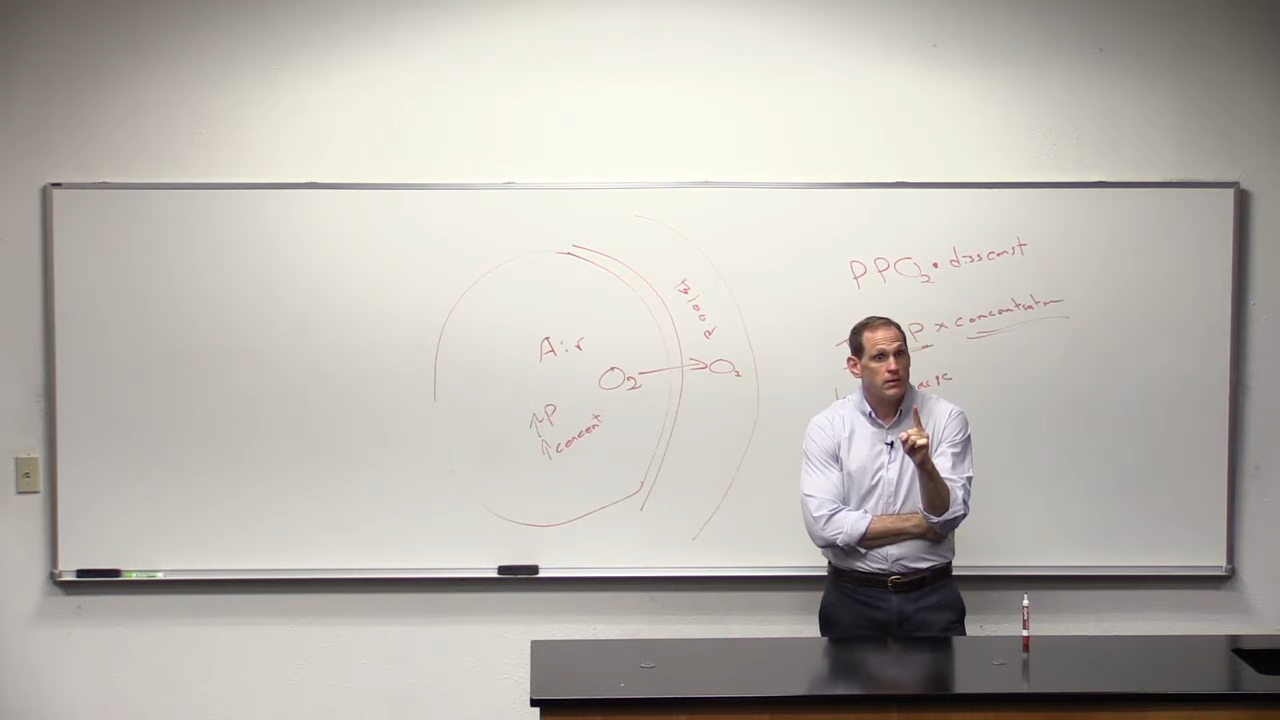 Air
O₂ → O₂
↑P
↑concent
Blood
PPO₂ · diss const
P × concentration